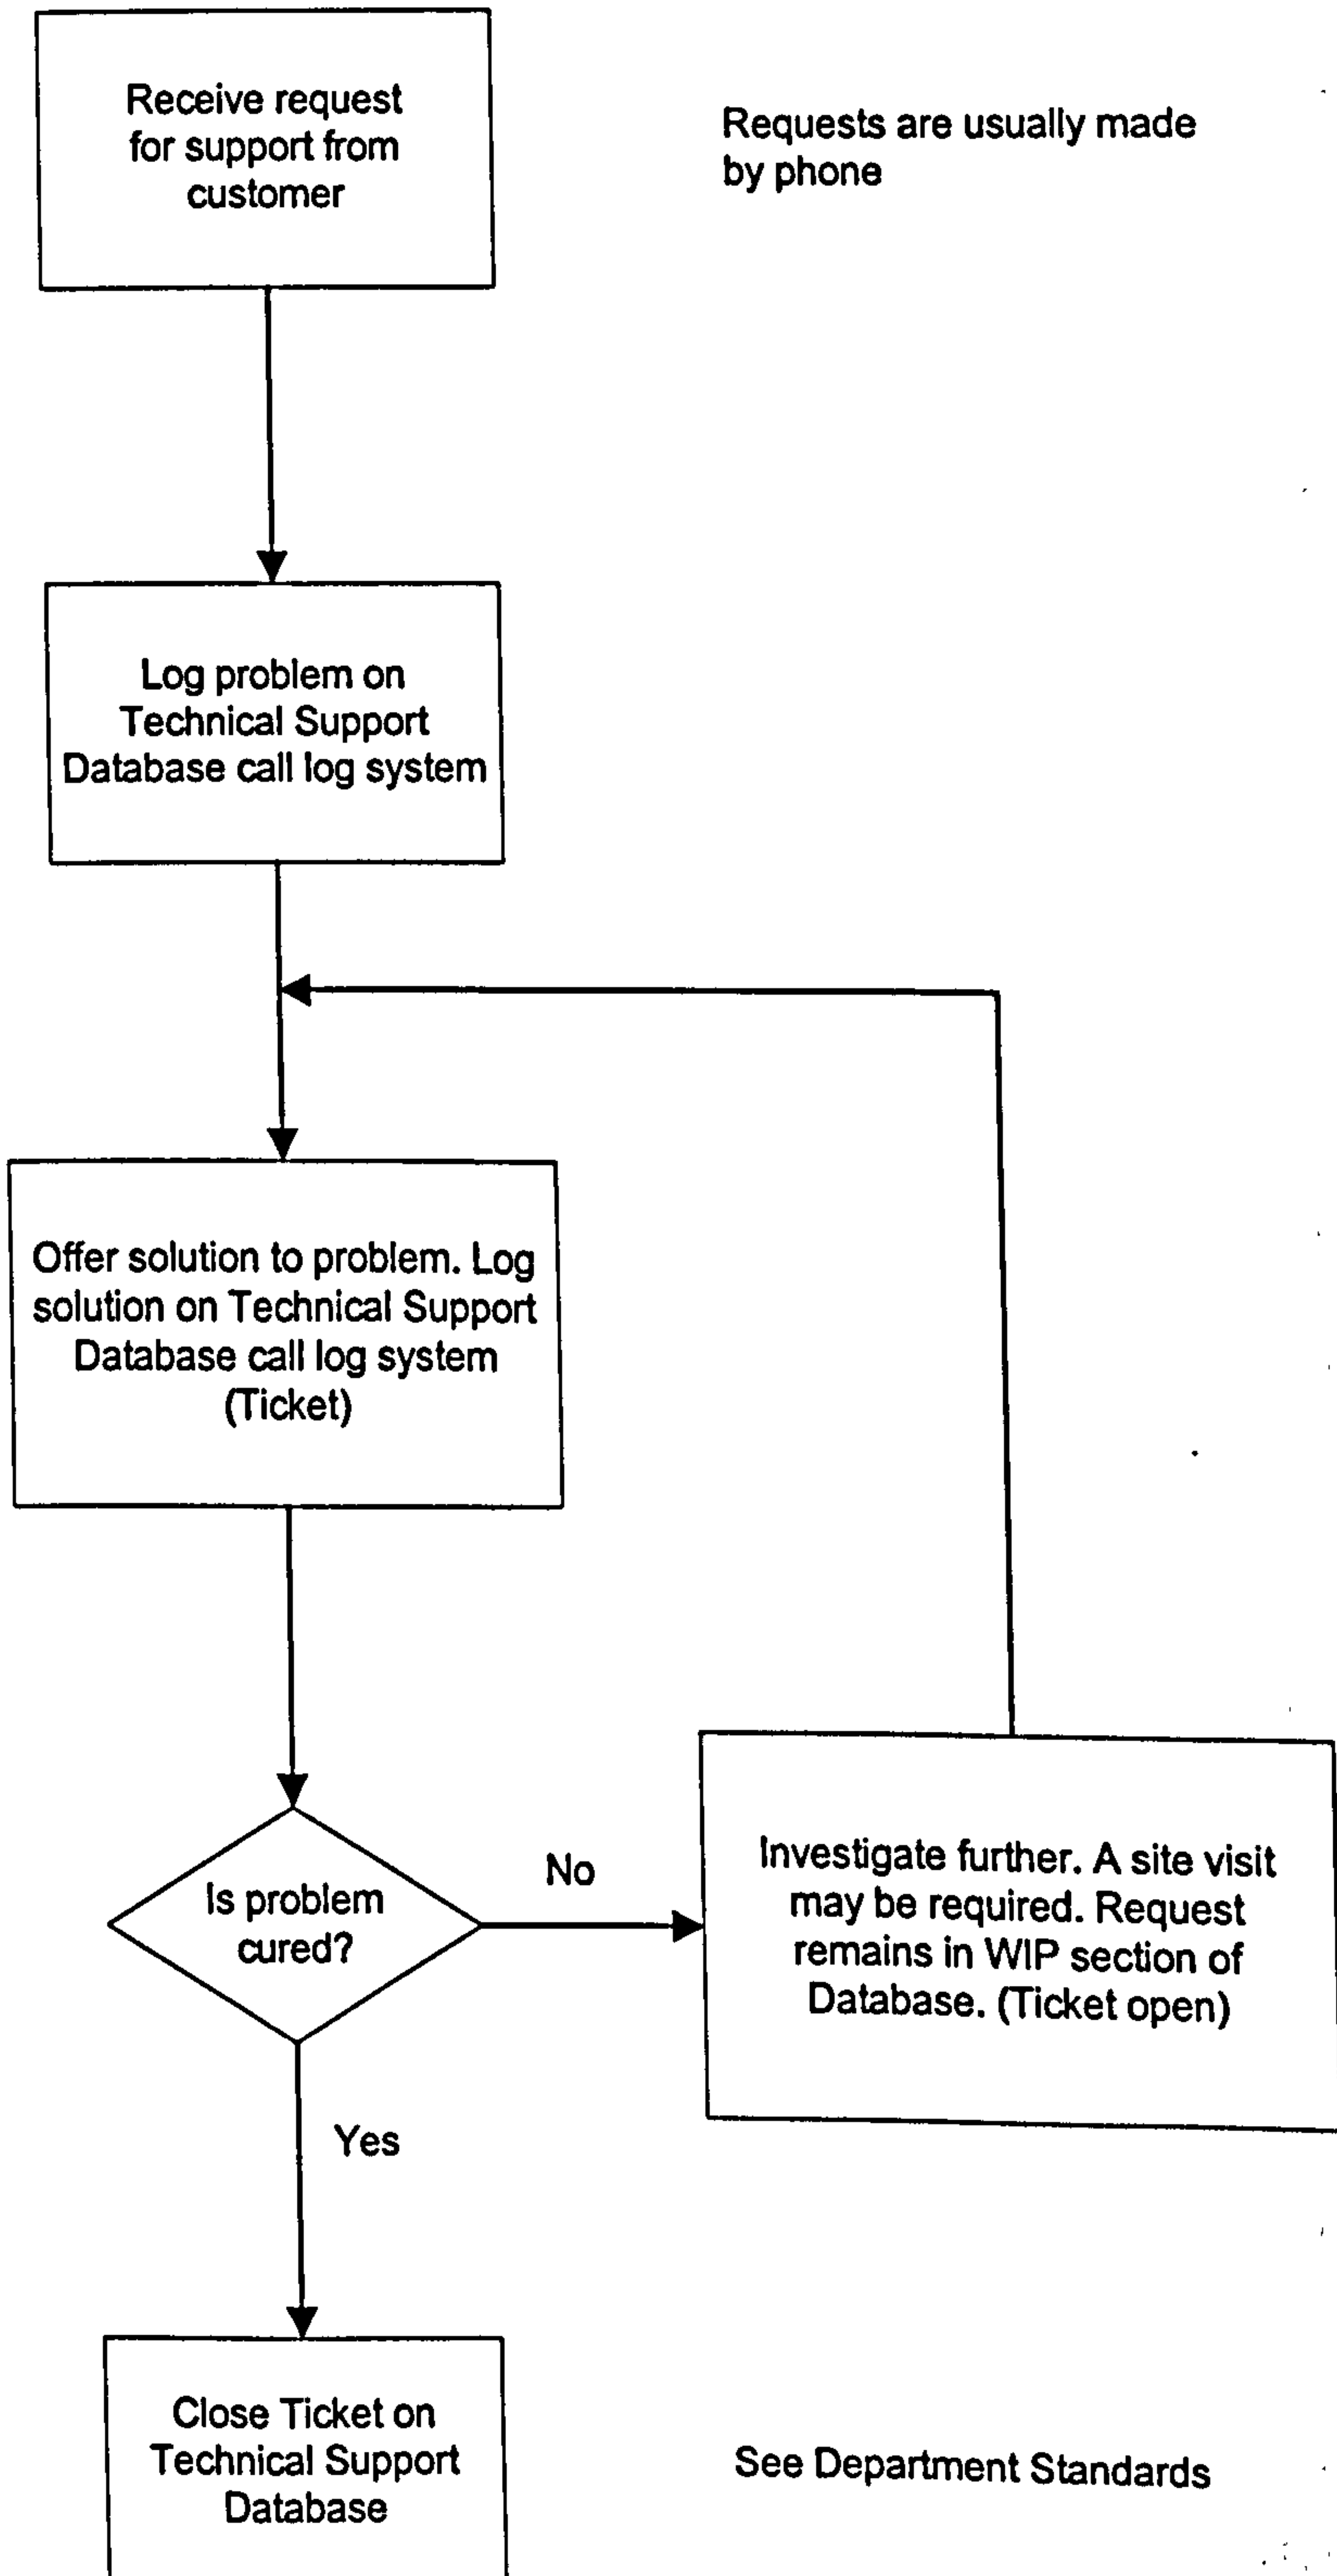 Receive request
for support from
customer
Requests are usually made
by phone
Log problem on
Technical Support
Database call log system
Offer solution to problem. Log
solution on Technical Support
Database call log system
(Ticket)
Is problem
cured?
No
Investigate further. A site visit
may be required. Request
remains in WIP section of
Database. (Ticket open)
Yes
Close Ticket on
Technical Support
Database
See Department Standards